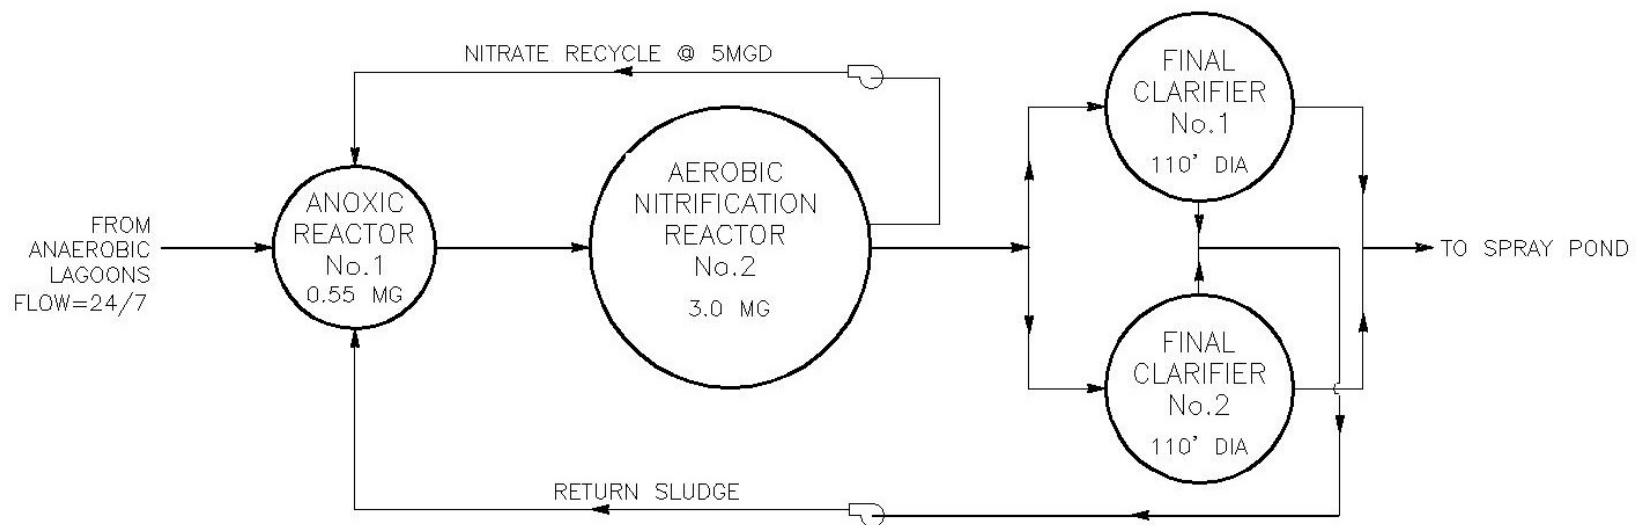 NITRATE RECYCLE @ 5MGD
FROM
ANAEROBIC
LAGOONS
FLOW=24/7
ANOXIC
REACTOR
No.1
0.55 MG
AEROBIC
NITRIFICATION
REACTOR
No.2
3.0 MG
FINAL
CLARIFIER
No.1
110' DIA
FINAL
CLARIFIER
No.2
110' DIA
TO SPRAY POND
RETURN SLUDGE